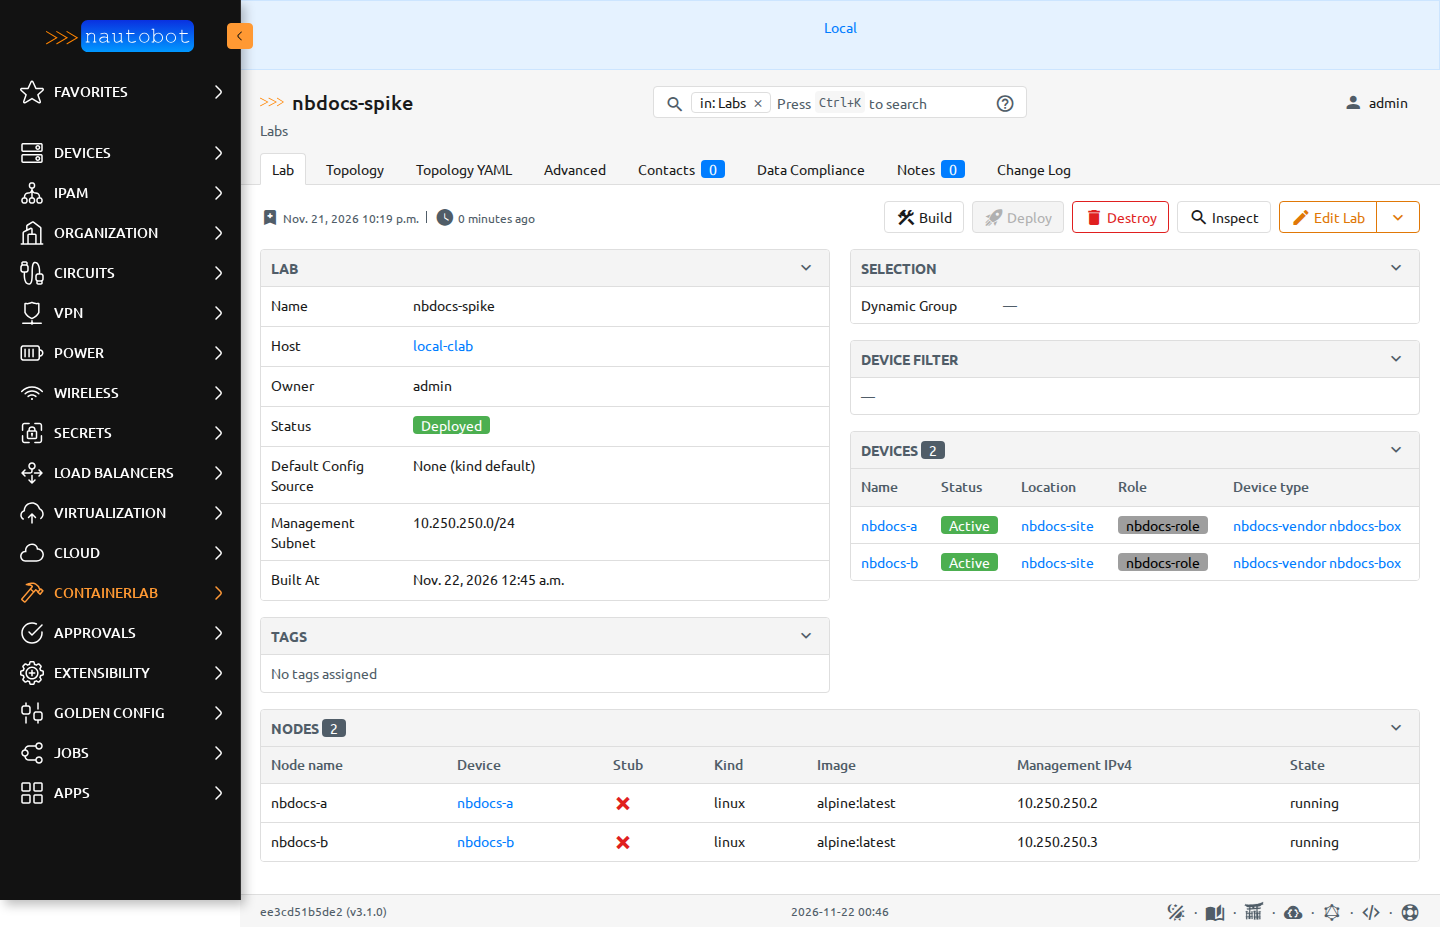 Local
>>> nautobot
FAVORITES
DEVICES
IPAM
ORGANIZATION
CIRCUITS
VPN
POWER
WIRELESS
SECRETS
LOAD BALANCERS
VIRTUALIZATION
CLOUD
CONTAINERLAB
APPROVALS
EXTENSIBILITY
GOLDEN CONFIG
JOBS
APPS
>>> nbdocs-spike
in: Labs × Press Ctrl+K to search
admin
Labs
Lab Topology Topology YAML Advanced Contacts 0 Data Compliance Notes 0 Change Log
Nov. 21, 2026 10:19 p.m. | 0 minutes ago
Build Deploy Destroy Inspect Edit Lab
LAB
Name nbdocs-spike
Host local-clab
Owner admin
Status Deployed
Default Config Source None (kind default)
Management Subnet 10.250.250.0/24
Built At Nov. 22, 2026 12:45 a.m.
TAGS
No tags assigned
SELECTION
Dynamic Group —
DEVICE FILTER
—
DEVICES 2
Name Status Location Role Device type
nbdocs-a Active nbdocs-site nbdocs-role nbdocs-vendor nbdocs-box
nbdocs-b Active nbdocs-site nbdocs-role nbdocs-vendor nbdocs-box
NODES 2
Node name Device Stub Kind Image Management IPv4 State
nbdocs-a nbdocs-a linux alpine:latest 10.250.250.2 running
nbdocs-b nbdocs-b linux alpine:latest 10.250.250.3 running
ee3cd51b5de2 (v3.1.0) 2026-11-22 00:46